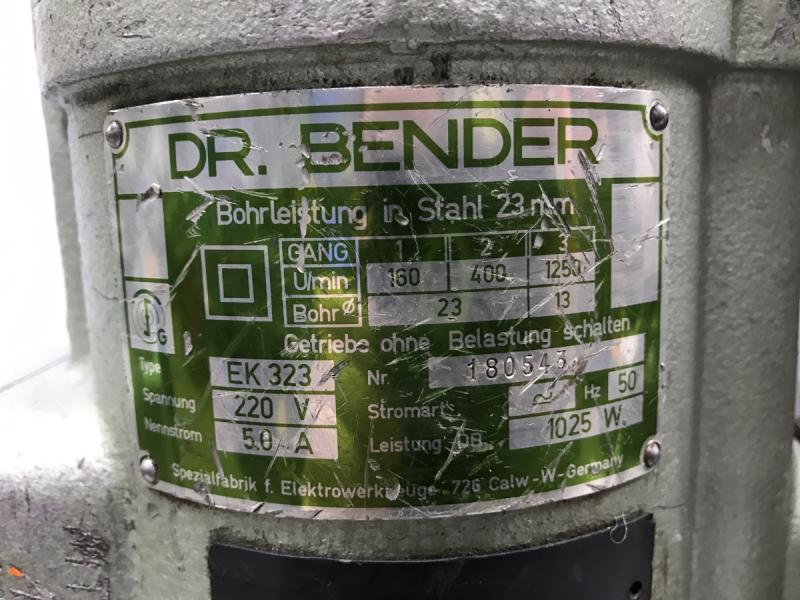 DR. BENDER
Bohrleistung in Stahl 23 mm
GANG 1 2 3
U/min 160 400 1250
Bohr Ø 23 13
G
Getriebe ohne Belastung schalten
Type EK 323 Nr. 180543
Spannung 220 V Stromart ~ Hz 50
Nennstrom 5.0 A Leistung DB. 1025 W
Spezialfabrik f. Elektrowerkzeuge - 726 Calw - W-Germany